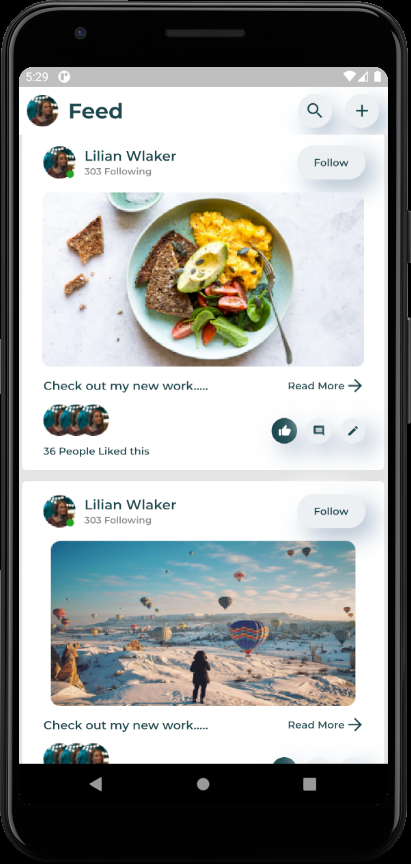 5:29
Feed
Lilian Wlaker
303 Following
Follow
Check out my new work.....
Read More
36 People Liked this
Lilian Wlaker
303 Following
Follow
Check out my new work.....
Read More